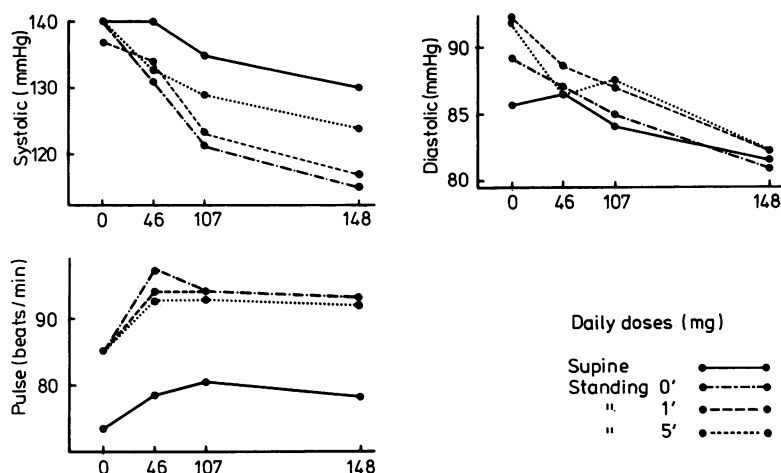 Systolic (mmHg)
140
130
120
0 46 107 148
Diastolic (mmHg)
90
85
80
0 46 107 148
Pulse (beats/min)
90
80
0 46 107 148
Daily doses (mg)
Supine
Standing 0'
" 1'
" 5'